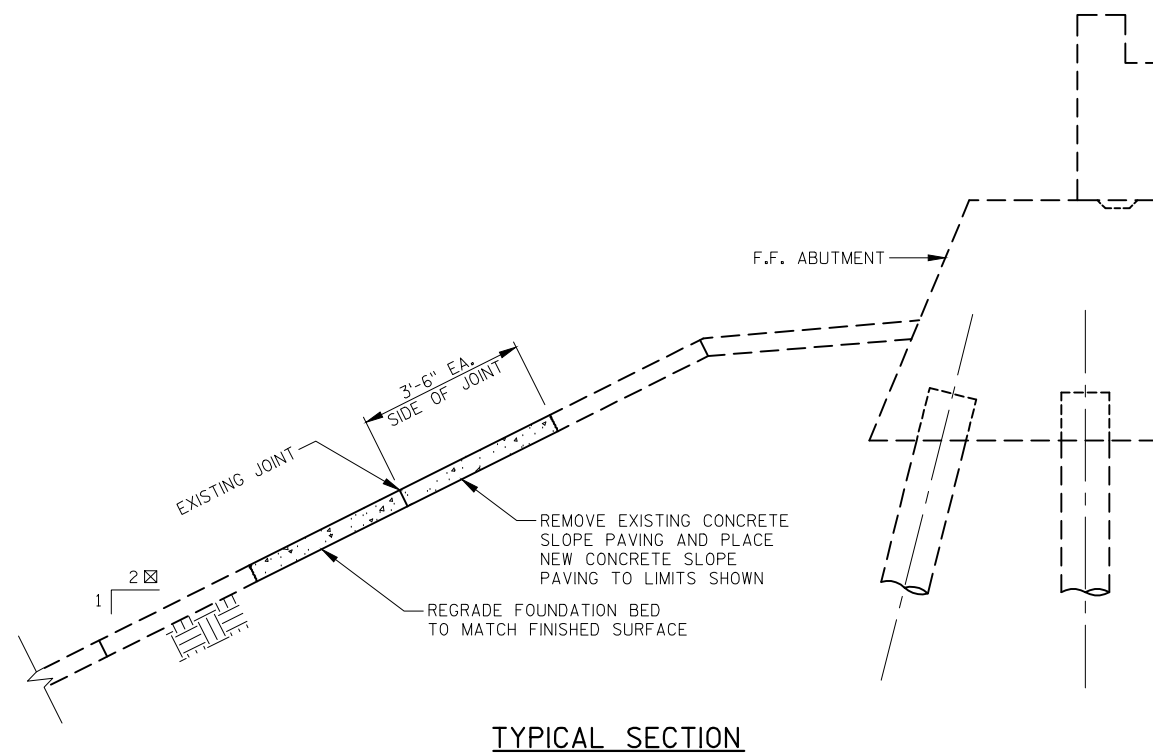 F.F. ABUTMENT
3'-6" EA.
SIDE OF JOINT
EXISTING JOINT
REMOVE EXISTING CONCRETE
SLOPE PAVING AND PLACE
NEW CONCRETE SLOPE
PAVING TO LIMITS SHOWN
2 ☒
1
REGRADE FOUNDATION BED
TO MATCH FINISHED SURFACE
TYPICAL SECTION